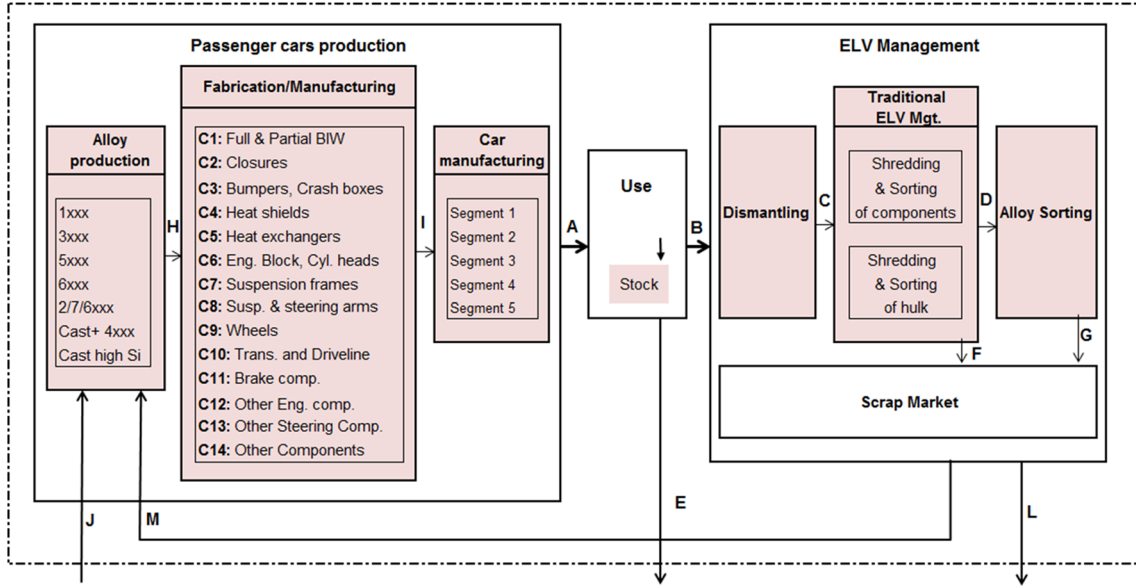 Passenger cars production
Alloy
production
1xxx
3xxx
5xxx
6xxx
2/7/6xxx
Cast+ 4xxx
Cast high Si
H
Fabrication/Manufacturing
C1: Full & Partial BIW
C2: Closures
C3: Bumpers, Crash boxes
C4: Heat shields
C5: Heat exchangers
C6: Eng. Block, Cyl. heads
C7: Suspension frames
C8: Susp. & steering arms
C9: Wheels
C10: Trans. and Driveline
C11: Brake comp.
C12: Other Eng. comp.
C13: Other Steering Comp.
C14: Other Components
I
Car
manufacturing
Segment 1
Segment 2
Segment 3
Segment 4
Segment 5
A
Use
Stock
B
ELV Management
Dismantling
C
Traditional
ELV Mgt.
Shredding
& Sorting
of components
Shredding
& Sorting
of hulk
D
Alloy Sorting
F
G
Scrap Market
J
M
E
L